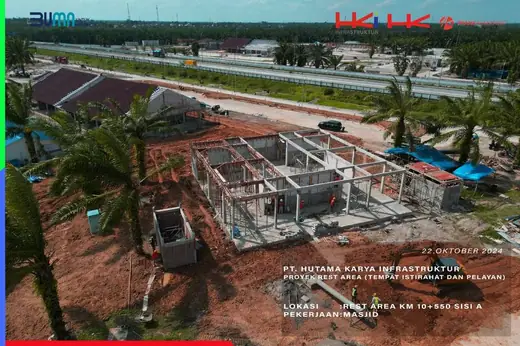 BUMN
HK HK
INFRASTRUKTUR
22.OKTOBER 2024
PT. HUTAMA KARYA INFRASTRUKTUR
PROYEK REST AREA (TEMPAT ISTIRAHAT DAN PELAYAN)
LOKASI :REST AREA KM 10+550 SISI A
PEKERJAAN:MASJID